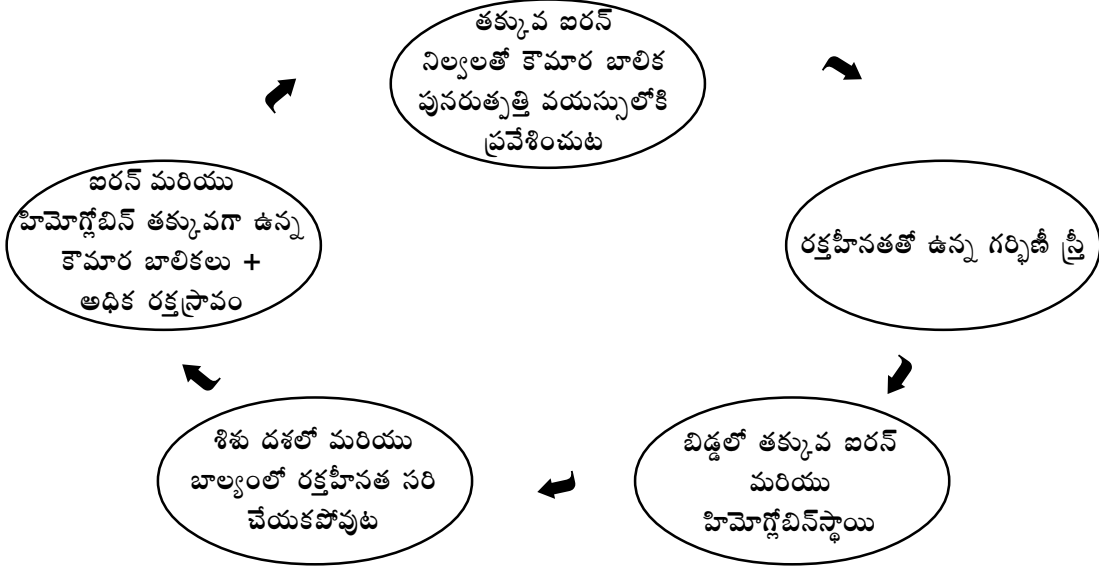 తక్కువ ఐరన్
నిల్వలతో కౌమార బాలిక
పునరుత్పత్తి వయస్సులోకి
ప్రవేశించుట
రక్తహీనతతో ఉన్న గర్భిణీ స్త్రీ
బిడ్డలో తక్కువ ఐరన్
మరియు
హిమోగ్లోబిన్‌స్థాయి
శిశు దశలో మరియు
బాల్యంలో రక్తహీనత సరి
చేయకపోవుట
ఐరన్ మరియు
హిమోగ్లోబిన్ తక్కువగా ఉన్న
కౌమార బాలికలు +
అధిక రక్తస్రావం